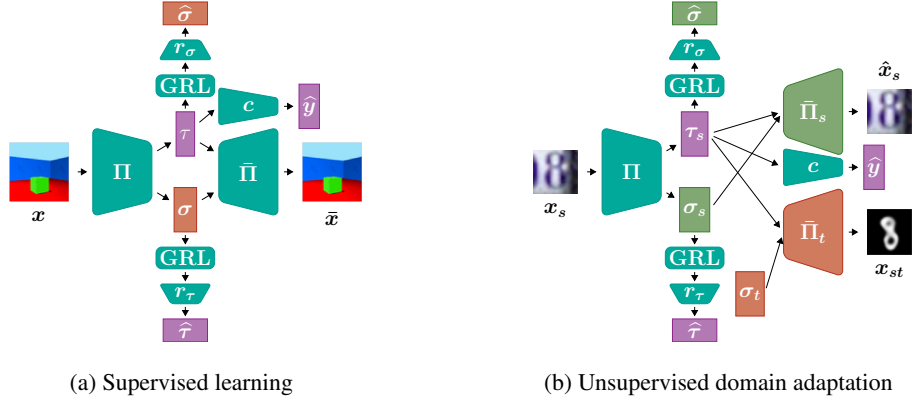 σ̂
r_σ
GRL
τ
c
ŷ
Π
Π̄
x
σ
x̄
GRL
r_τ
τ̂
(a) Supervised learning
σ̂
r_σ
GRL
τ_s
Π̄_s
x̂_s
c
ŷ
Π
x_s
σ_s
Π̄_t
x_st
GRL
r_τ
σ_t
τ̂
(b) Unsupervised domain adaptation